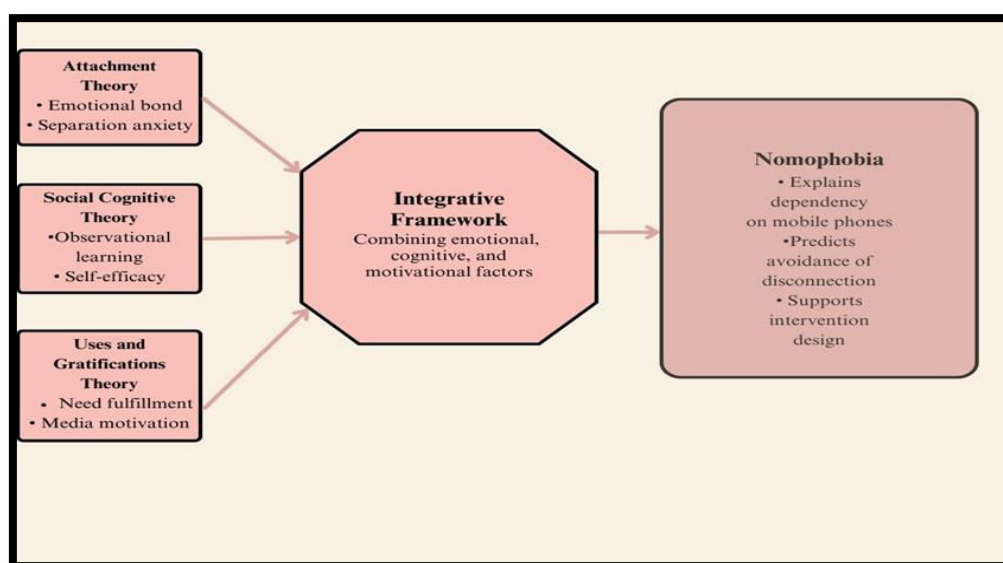 Attachment
Theory
• Emotional bond
• Separation anxiety
Social Cognitive
Theory
•Observational
learning
• Self-efficacy
Uses and
Gratifications
Theory
• Need fulfillment
• Media motivation
Integrative
Framework
Combining emotional,
cognitive, and
motivational factors
Nomophobia
• Explains
dependency
on mobile phones
•Predicts
avoidance of
disconnection
• Supports
intervention
design